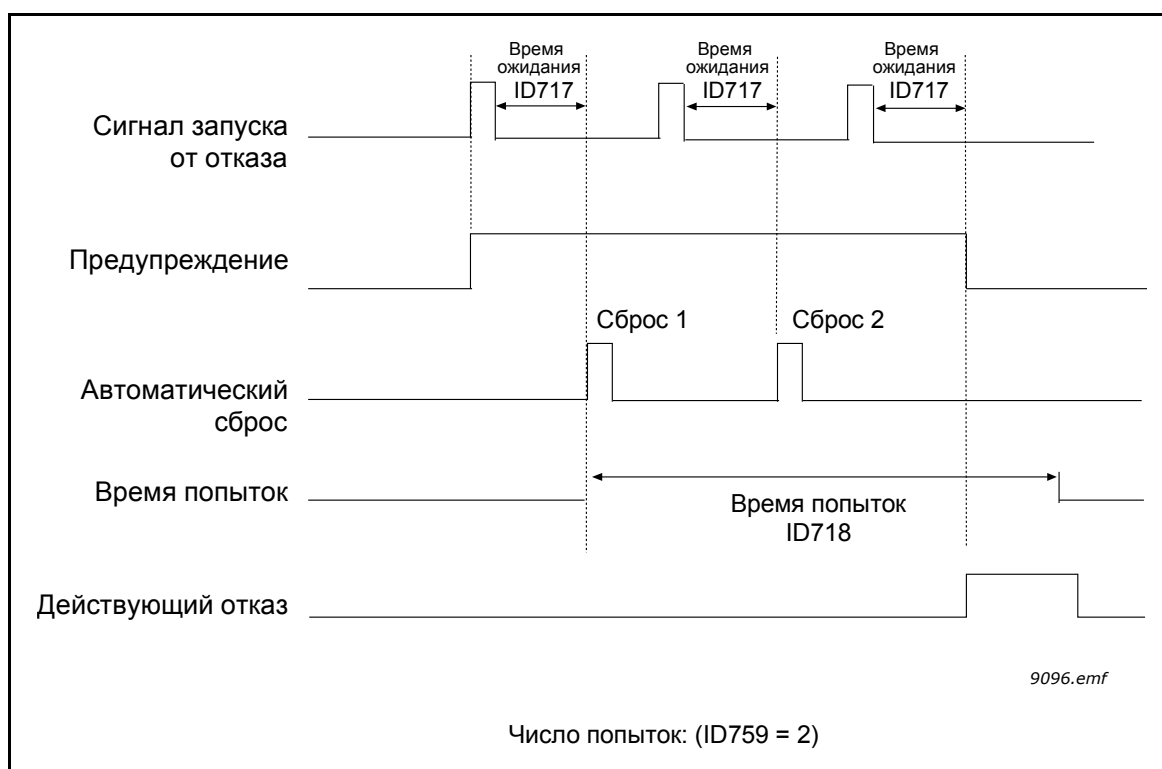 Время
ожидания
ID717
Время
ожидания
ID717
Время
ожидания
ID717
Сигнал запуска
от отказа
Предупреждение
Сброс 1
Сброс 2
Автоматический
сброс
Время попыток
Время попыток
ID718
Действующий отказ
9096.emf
Число попыток: (ID759 = 2)